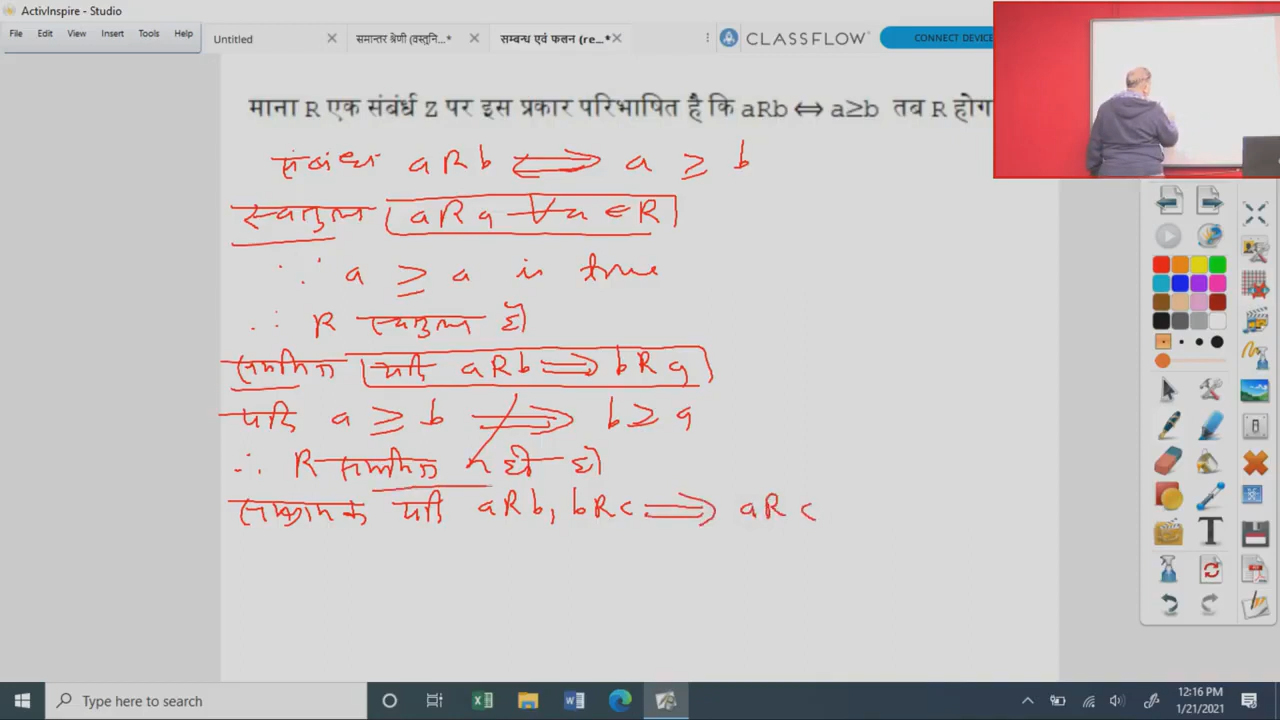 ActivInspire - Studio
File Edit View Insert Tools Help
Untitled
समान्तर श्रेणी (वस्तुनि...*
सम्बन्ध एवं फलन (re...*
CLASSFLOW
CONNECT DEVICE
माना R एक संबंध Z पर इस प्रकार परिभाषित है कि aRb ⇔ a≥b तब R होग
संबंध aRb ⟺ a ≥ b
स्वतुल्य aRa ∀ a ∈ R
∵ a ≥ a is true
∴ R स्वतुल्य है
सममित यदि aRb ⟹ bRa
यदि a ≥ b ⇏ b ≥ a
∴ R सममित नहीं है
संक्रामक यदि aRb, bRc ⟹ aRc
Type here to search
12:16 PM
1/21/2021